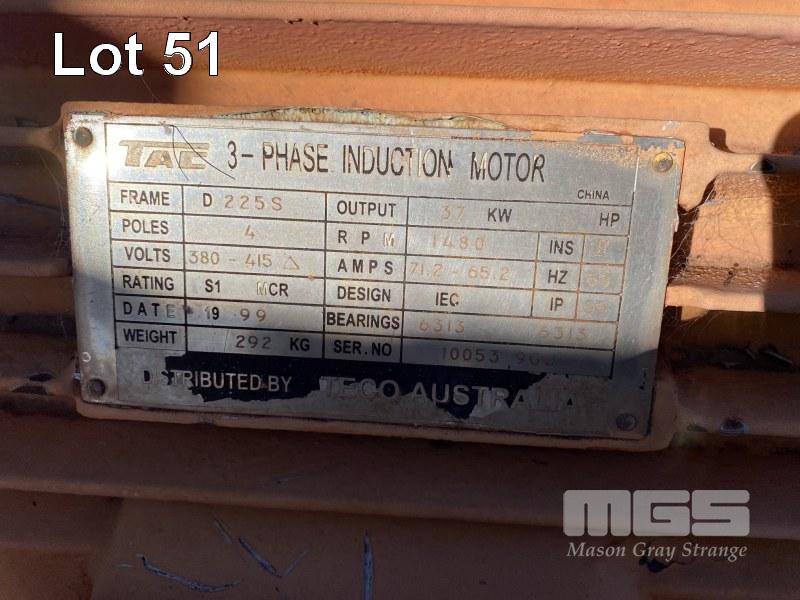 Lot 51
TAC 3-PHASE INDUCTION MOTOR
CHINA
FRAME D 225S OUTPUT 37 KW HP
POLES 4 RPM 1480 INS
VOLTS 380 - 415 △ AMPS 71.2 - 65.2 HZ
RATING S1 MCR DESIGN IEC IP
DATE 19 99 BEARINGS 6313 6313
WEIGHT 292 KG SER.NO 10053
DISTRIBUTED BY TECO AUSTRALIA
MGS
Mason Gray Strange